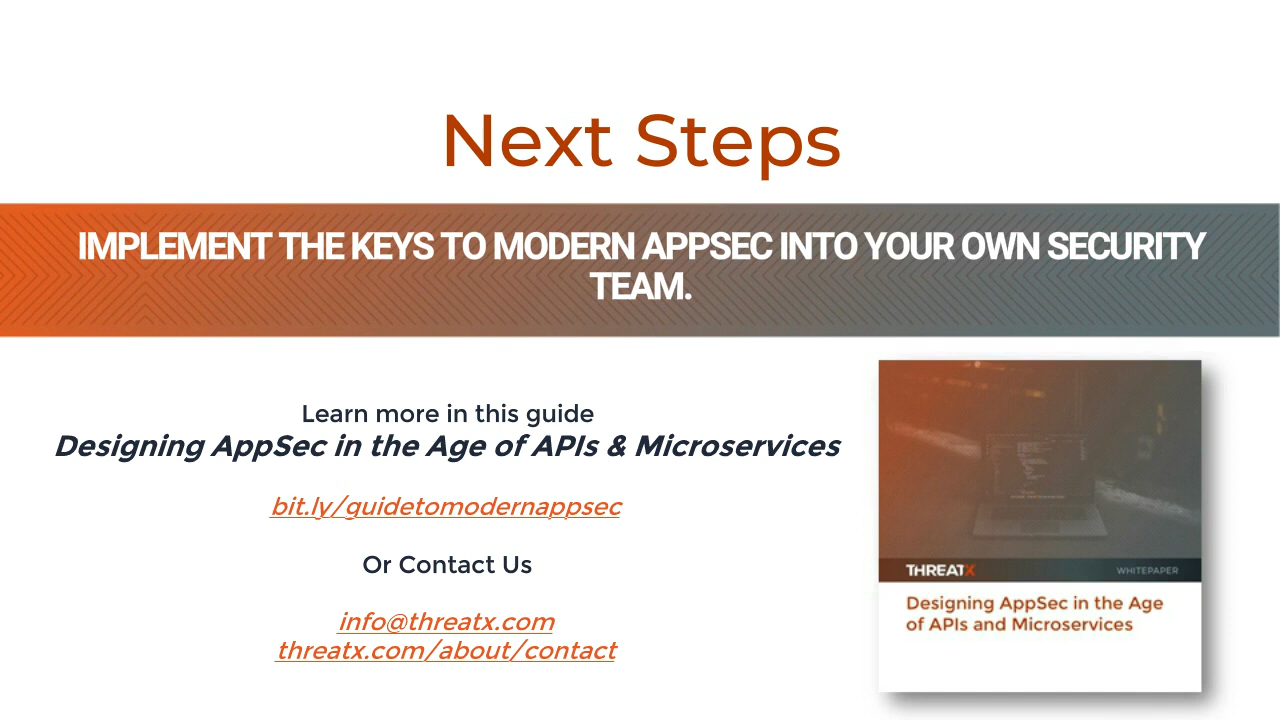 Next Steps
IMPLEMENT THE KEYS TO MODERN APPSEC INTO YOUR OWN SECURITY
TEAM.
Learn more in this guide
Designing AppSec in the Age of APIs & Microservices
bit.ly/guidetomodernappsec
Or Contact Us
info@threatx.com
threatx.com/about/contact
THREATX
WHITEPAPER
Designing AppSec in the Age
of APIs and Microservices